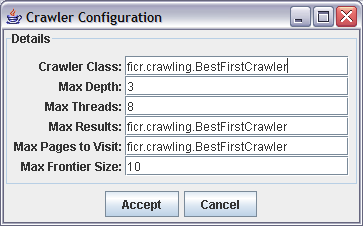 Crawler Configuration
Details
Crawler Class: ficr.crawling.BestFirstCrawler
Max Depth: 3
Max Threads: 8
Max Results: ficr.crawling.BestFirstCrawler
Max Pages to Visit: ficr.crawling.BestFirstCrawler
Max Frontier Size: 10
Accept Cancel